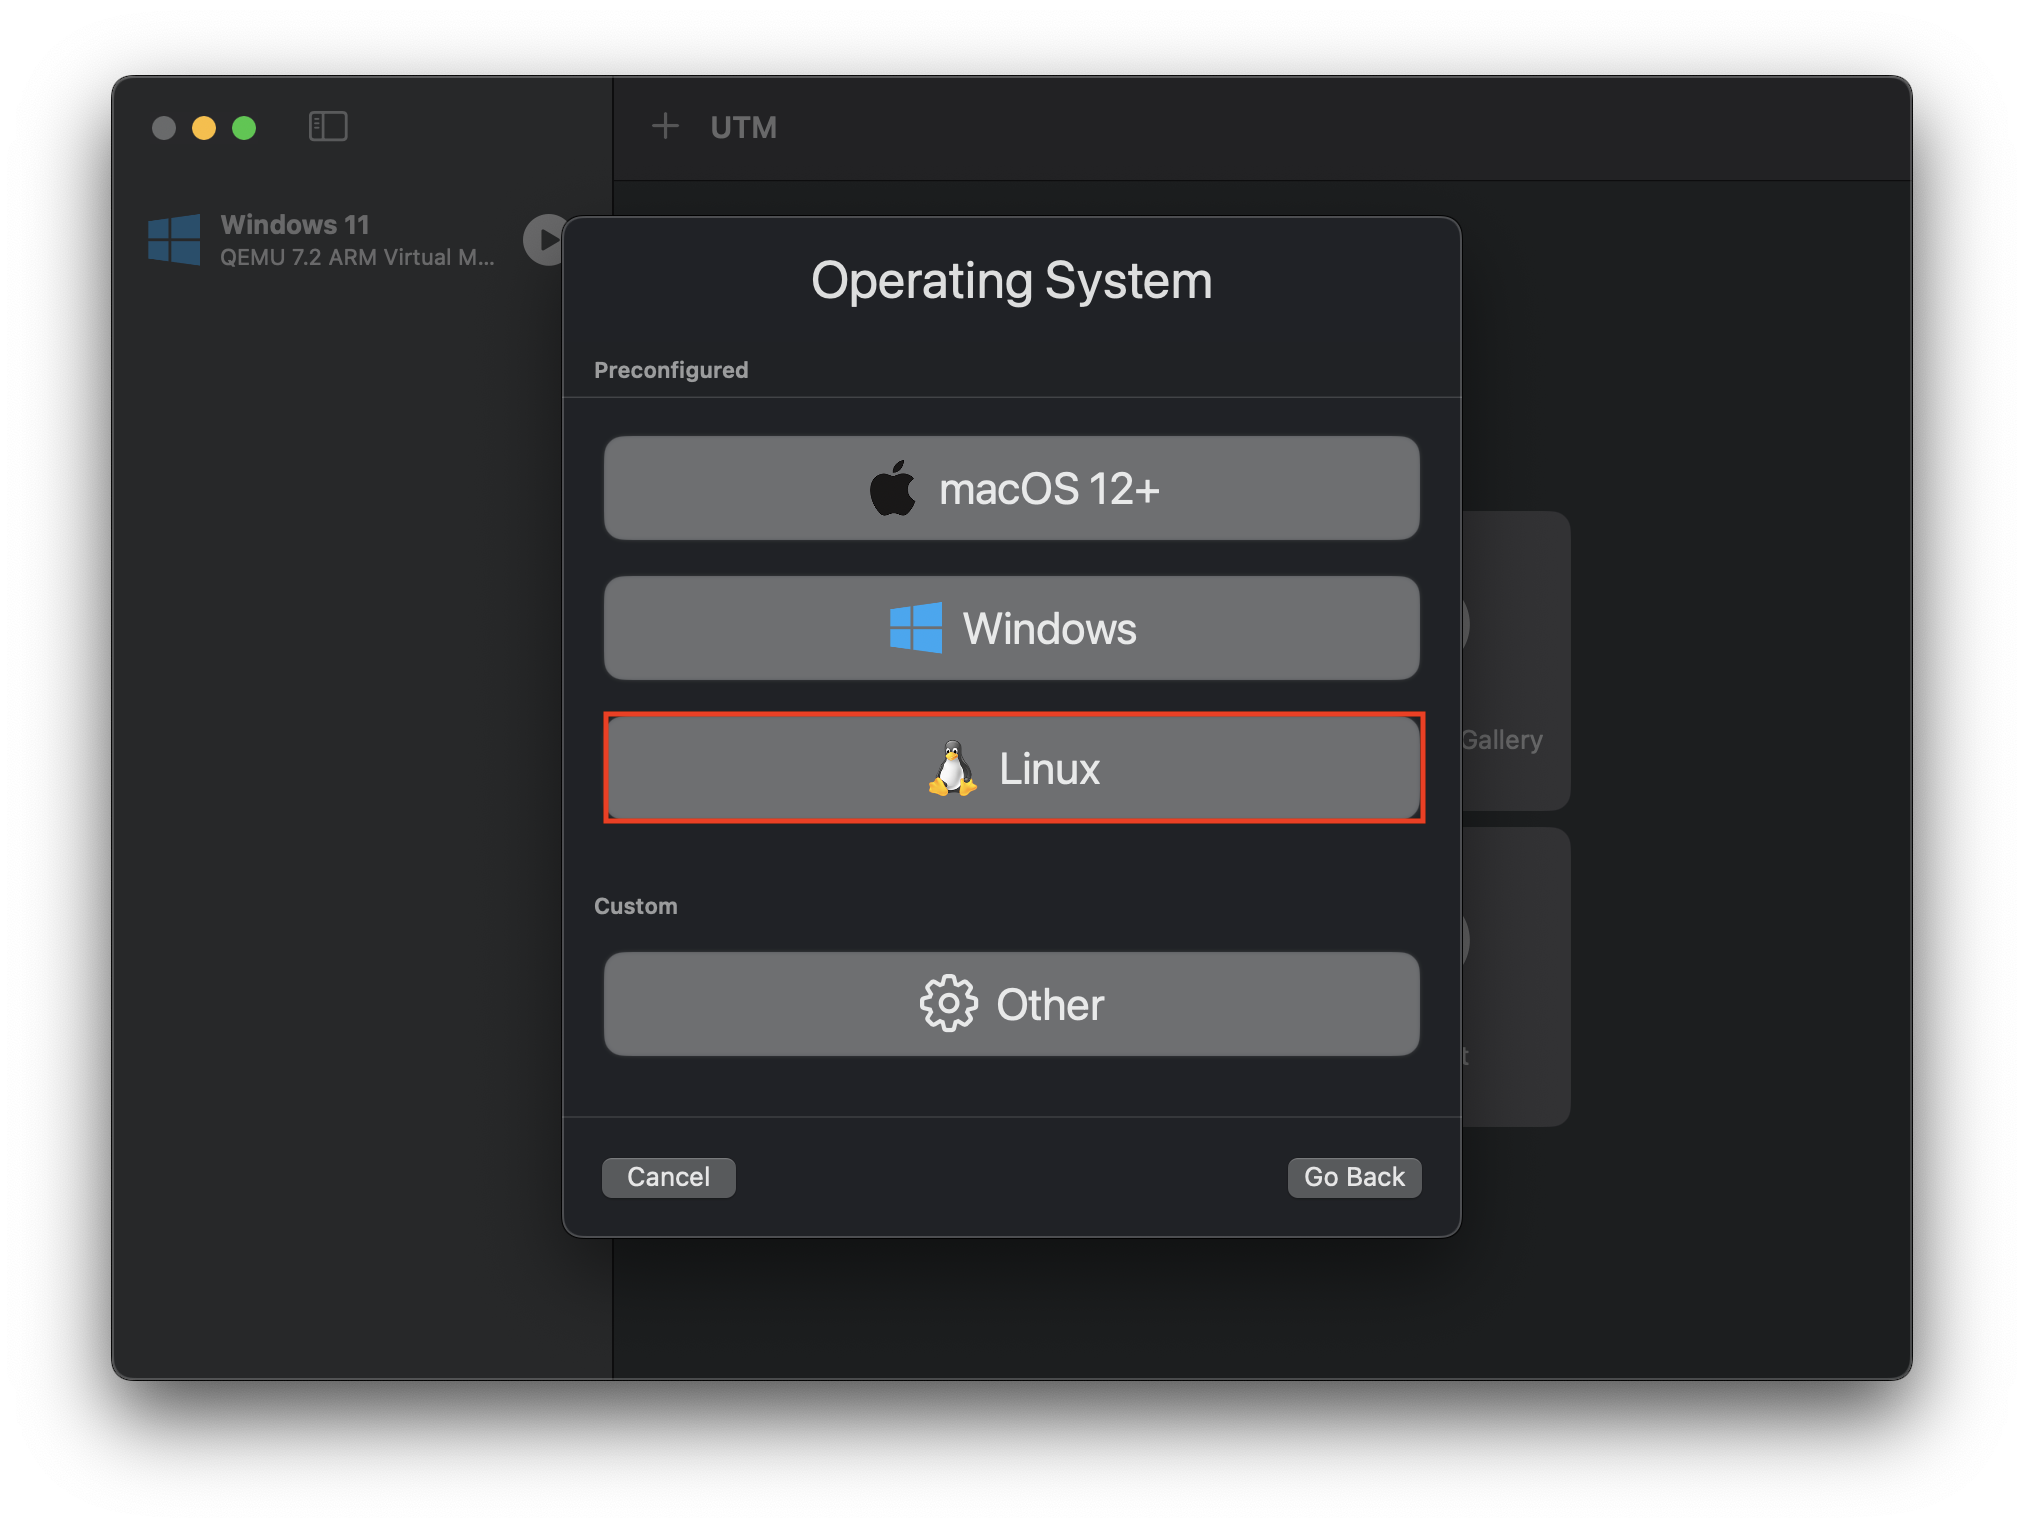 UTM
Windows 11
QEMU 7.2 ARM Virtual M...
Operating System
Preconfigured
macOS 12+
Windows
Linux
Gallery
Custom
Other
Cancel
Go Back